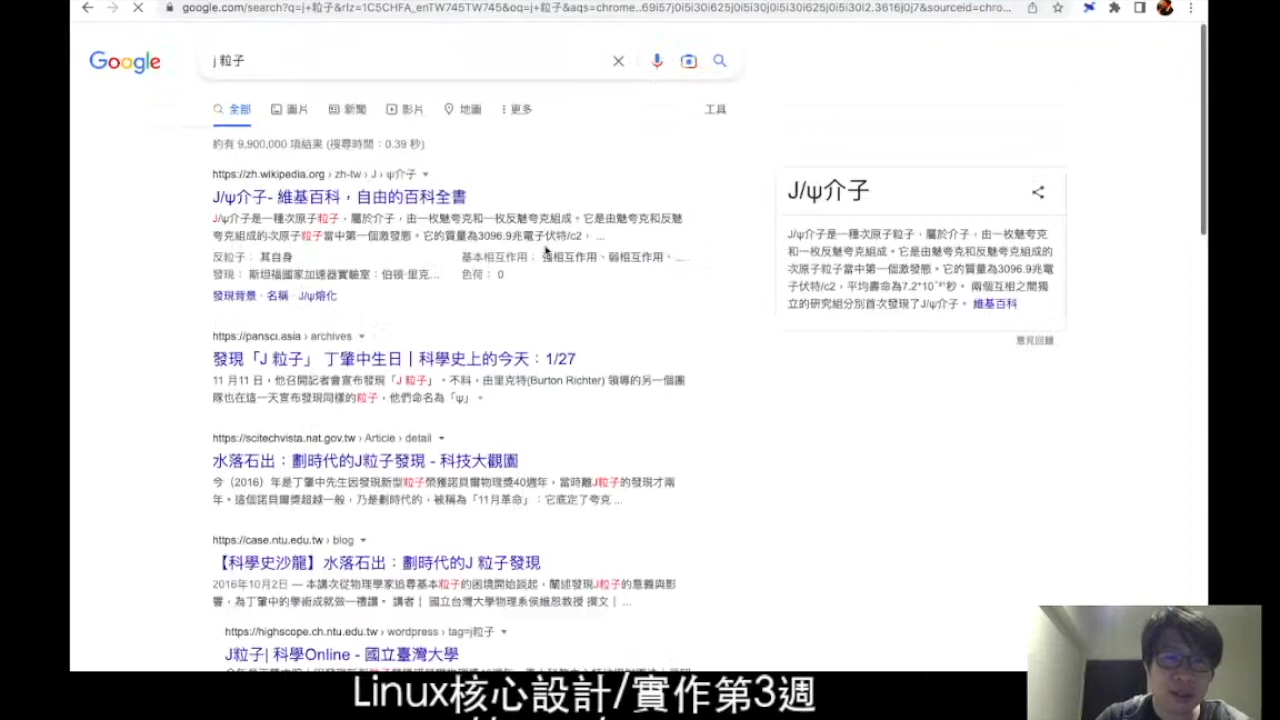 google.com/search?q=j+粒子&rlz=1C5CHFA_enTW745TW745&oq=j+粒子&aqs=chrome..69i57j0i5i30i625j0i5i30j0i5i30i625j0i5i30l2.3616j0j7&sourceid=chro...
Google
j 粒子
全部
圖片
新聞
影片
地圖
更多
工具
約有 9,900,000 項結果 (搜尋時間：0.39 秒)
https://zh.wikipedia.org › zh-tw › J › ψ介子
J/ψ介子- 維基百科，自由的百科全書
J/ψ介子是一種次原子粒子，屬於介子，由一枚魅夸克和一枚反魅夸克組成。它是由魅夸克和反魅
夸克組成的次原子粒子當中第一個激發態。它的質量為3096.9兆電子伏特/c2， ...
反粒子： 其自身
基本相互作用： 強相互作用、弱相互作用、...
發現： 斯坦福國家加速器實驗室：伯頓·里克...
色荷： 0
發現背景 · 名稱 · J/ψ熔化
https://pansci.asia › archives
發現「J 粒子」 丁肇中生日｜科學史上的今天：1/27
11 月11 日，他召開記者會宣布發現「J 粒子」。不料，由里克特(Burton Richter) 領導的另一個團
隊也在這一天宣布發現同樣的粒子，他們命名為「ψ」。
https://scitechvista.nat.gov.tw › Article › detail
水落石出：劃時代的J粒子發現 - 科技大觀園
今（2016）年是丁肇中先生因發現新型粒子榮獲諾貝爾物理獎40週年，當時離J粒子的發現才兩
年。這個諾貝爾獎超越一般，乃是劃時代的，被稱為「11月革命」：它底定了夸克 ...
https://case.ntu.edu.tw › blog
【科學史沙龍】水落石出：劃時代的J 粒子發現
2016年10月2日 — 本講次從物理學家追尋基本粒子的困境開始談起，闡述發現J粒子的意義與影
響，為丁肇中的學術成就做一禮讚。 講者｜ 國立台灣大學物理系侯維恕教授 撰文｜ ...
https://highscope.ch.ntu.edu.tw › wordpress › tag=j粒子
J粒子| 科學Online - 國立臺灣大學
J/ψ介子
J/ψ介子是一種次原子粒子，屬於介子，由一枚魅夸克
和一枚反魅夸克組成。它是由魅夸克和反魅夸克組成的
次原子粒子當中第一個激發態。它的質量為3096.9兆電
子伏特/c2，平均壽命為7.2*10⁻²¹秒。 兩個互相之間獨
立的研究組分別首次發現了J/ψ介子。 維基百科
意見回饋
Linux核心設計/實作第3週